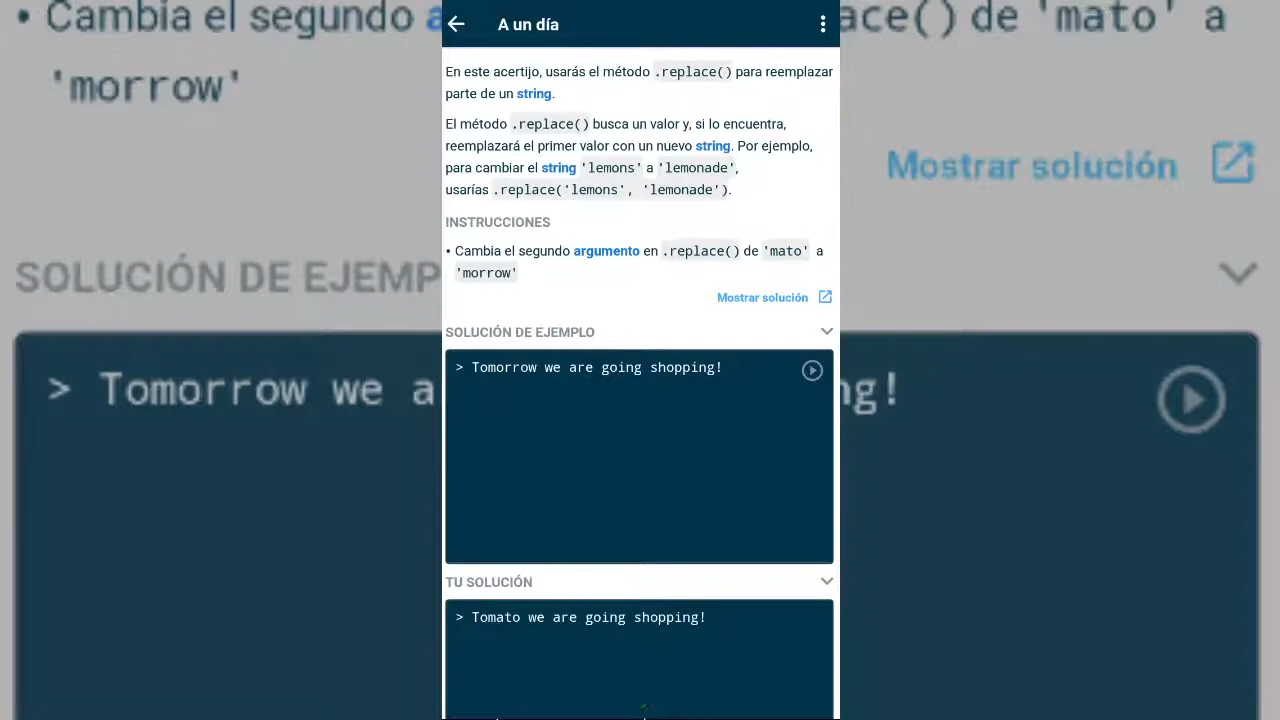 A un día
En este acertijo, usarás el método .replace() para reemplazar
parte de un string.
El método .replace() busca un valor y, si lo encuentra,
reemplazará el primer valor con un nuevo string. Por ejemplo,
para cambiar el string 'lemons' a 'lemonade',
usarías .replace('lemons', 'lemonade').
INSTRUCCIONES
• Cambia el segundo argumento en .replace() de 'mato' a
'morrow'
Mostrar solución
SOLUCIÓN DE EJEMPLO
> Tomorrow we are going shopping!
TU SOLUCIÓN
> Tomato we are going shopping!
• Cambia el segundo a
lace() de 'mato' a
'morrow'
Mostrar solución
SOLUCIÓN DE EJEMP
> Tomorrow we a
ng!